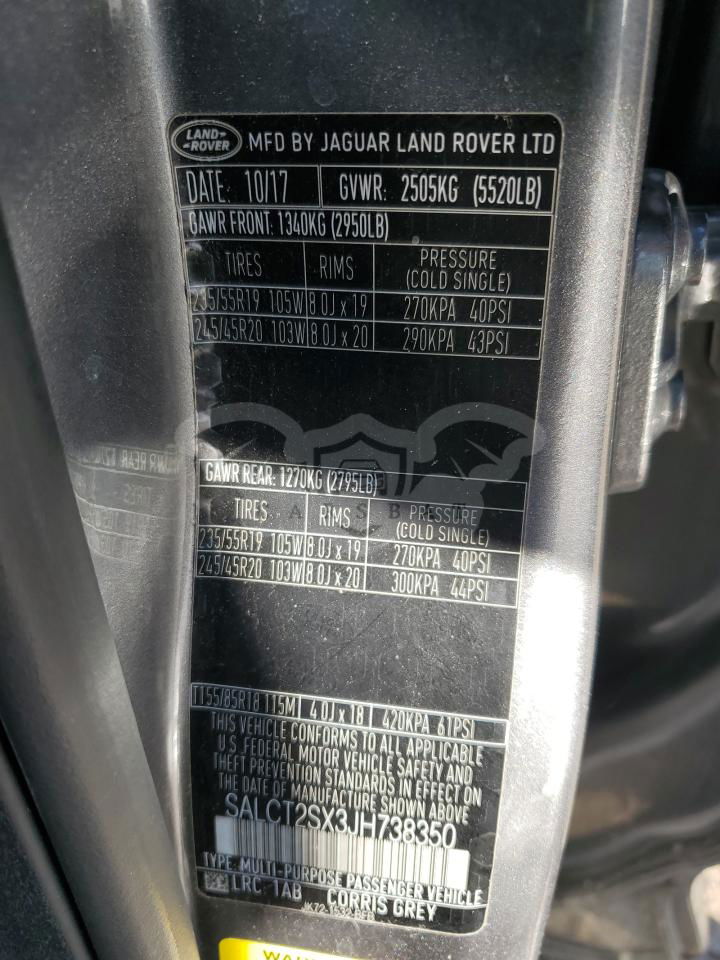 LAND-
-ROVER
MFD BY JAGUAR LAND ROVER LTD
DATE: 10/17 GVWR: 2505KG (5520LB)
GAWR FRONT: 1340KG (2950LB)
TIRES RIMS PRESSURE
(COLD SINGLE)
235/55R19 105W 8.0J x 19 270KPA 40PSI
245/45R20 103W 8.0J x 20 290KPA 43PSI
GAWR REAR: 1270KG (2795LB)
TIRES RIMS PRESSURE
(COLD SINGLE)
235/55R19 105W 8.0J x 19 270KPA 40PSI
245/45R20 103W 8.0J x 20 300KPA 44PSI
T155/85R18 115M 4.0J x 18 420KPA 61PSI
THIS VEHICLE CONFORMS TO ALL APPLICABLE
U.S. FEDERAL MOTOR VEHICLE SAFETY AND
THEFT PREVENTION STANDARDS IN EFFECT ON
THE DATE OF MANUFACTURE SHOWN ABOVE
SALCT2SX3JH738350
TYPE: MULTI-PURPOSE PASSENGER VEHICLE
LRC: 1AB CORRIS GREY
JK72-1532-BFB